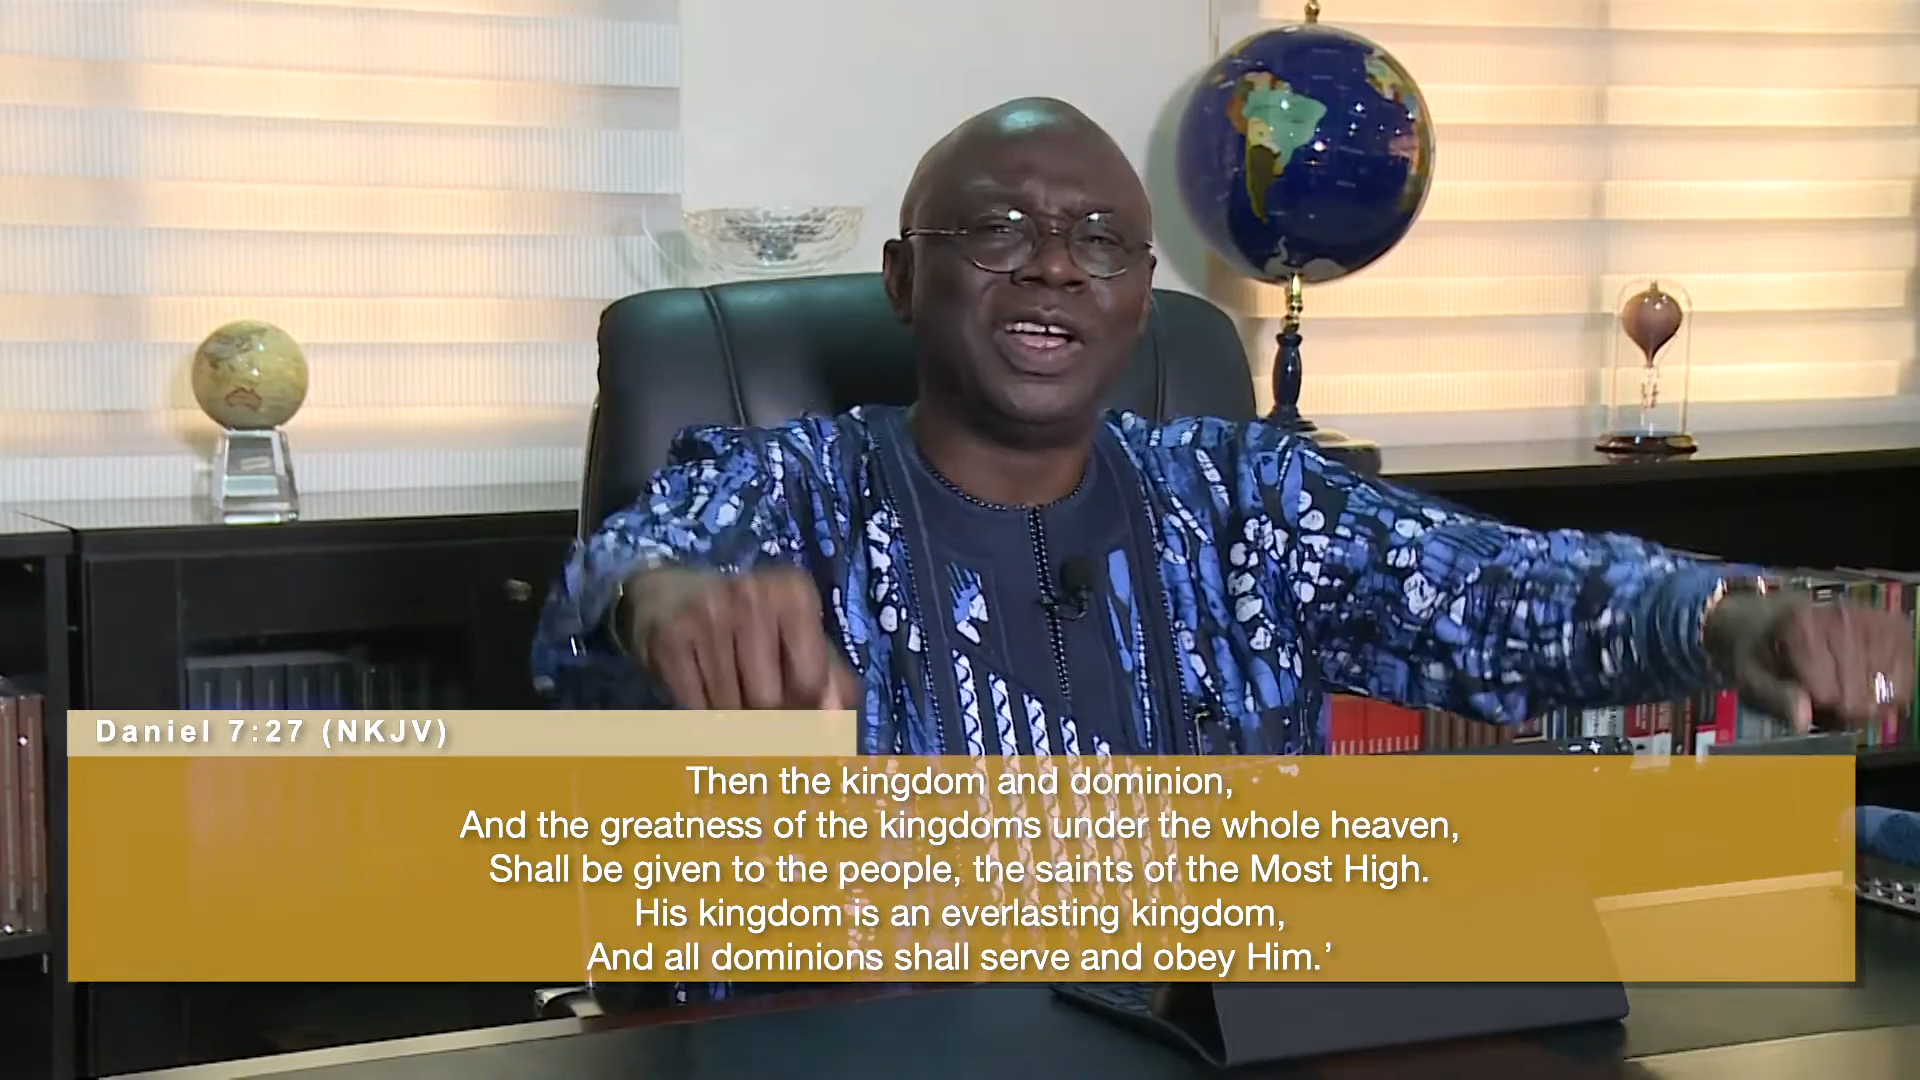 Daniel 7:27 (NKJV)
Then the kingdom and dominion,
And the greatness of the kingdoms under the whole heaven,
Shall be given to the people, the saints of the Most High.
His kingdom is an everlasting kingdom,
And all dominions shall serve and obey Him.’